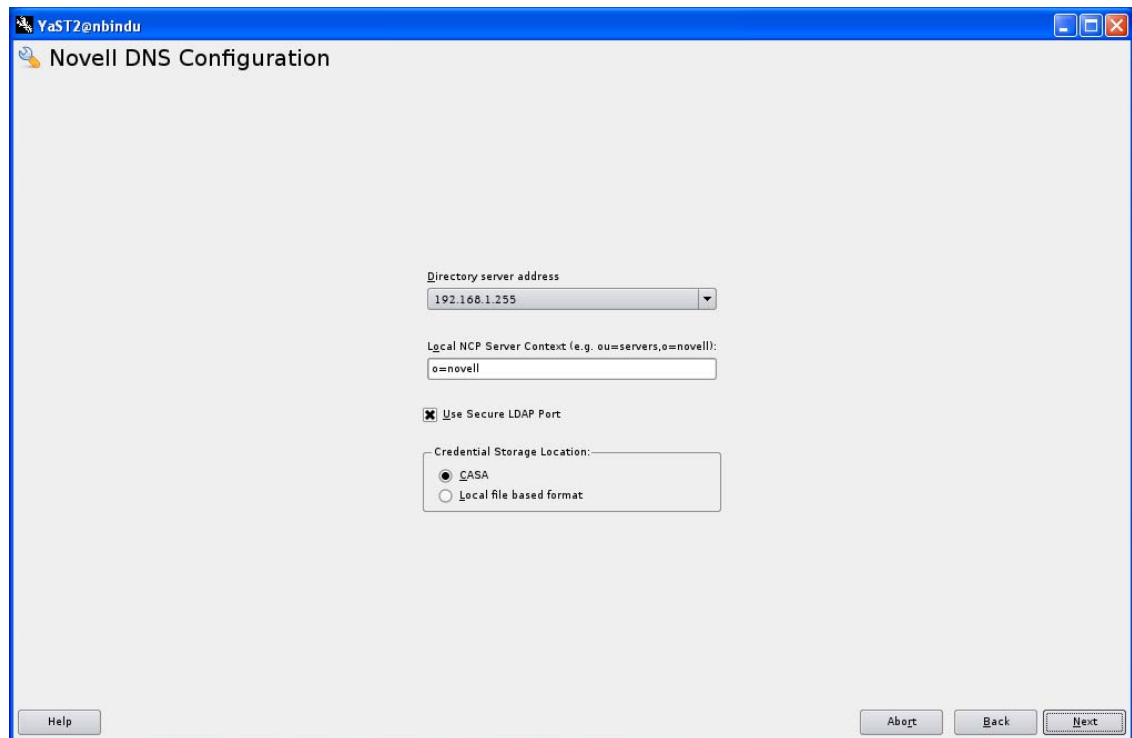 YaST2@nbindu
Novell DNS Configuration
Directory server address
192.168.1.255
Local NCP Server Context (e.g. ou=servers,o=novell):
o=novell
Use Secure LDAP Port
Credential Storage Location:
CASA
Local file based format
Help
Abort
Back
Next